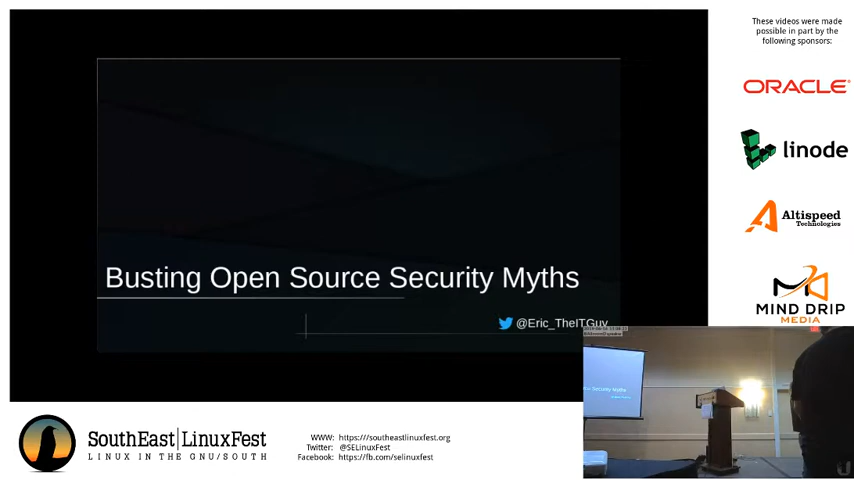 These videos were made
possible in part by the
following sponsors:
ORACLE
linode
Altispeed
Technologies
MIND DRIP
MEDIA
Busting Open Source Security Myths
@Eric_TheITGuy
SouthEast|LinuxFest
LINUX IN THE GNU/SOUTH
WWW: https:///southeastlinuxfest.org
Twitter: @SELinuxFest
Facebook: https://fb.com/selinuxfest
Security Myths